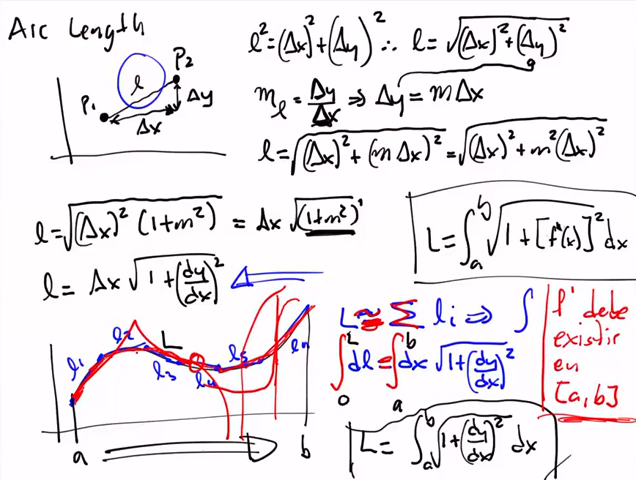 Arc Length
l² = (Δx)² + (Δy)² ∴ l = √((Δx)² + (Δy)²)
P1 l P2
Δy
Δx
m_l = Δy/Δx ⇒ Δy = mΔx
l = √((Δx)² + (mΔx)²) = √((Δx)² + m²(Δx)²)
l = √((Δx)² (1+m²)) = Δx √(1+m²)
L = ∫_a^b √(1 + [f'(x)]²) dx
l = Δx √(1 + (dy/dx)²)
L ≈ Σ li ⇒ ∫
∫_0^L dl = ∫_a^b dx √(1 + (dy/dx)²)
f' debe
existir
en
[a,b]
l1 l2 L l3 l4 l5 ln
a b
L = ∫_a^b √(1 + (dy/dx)²) dx